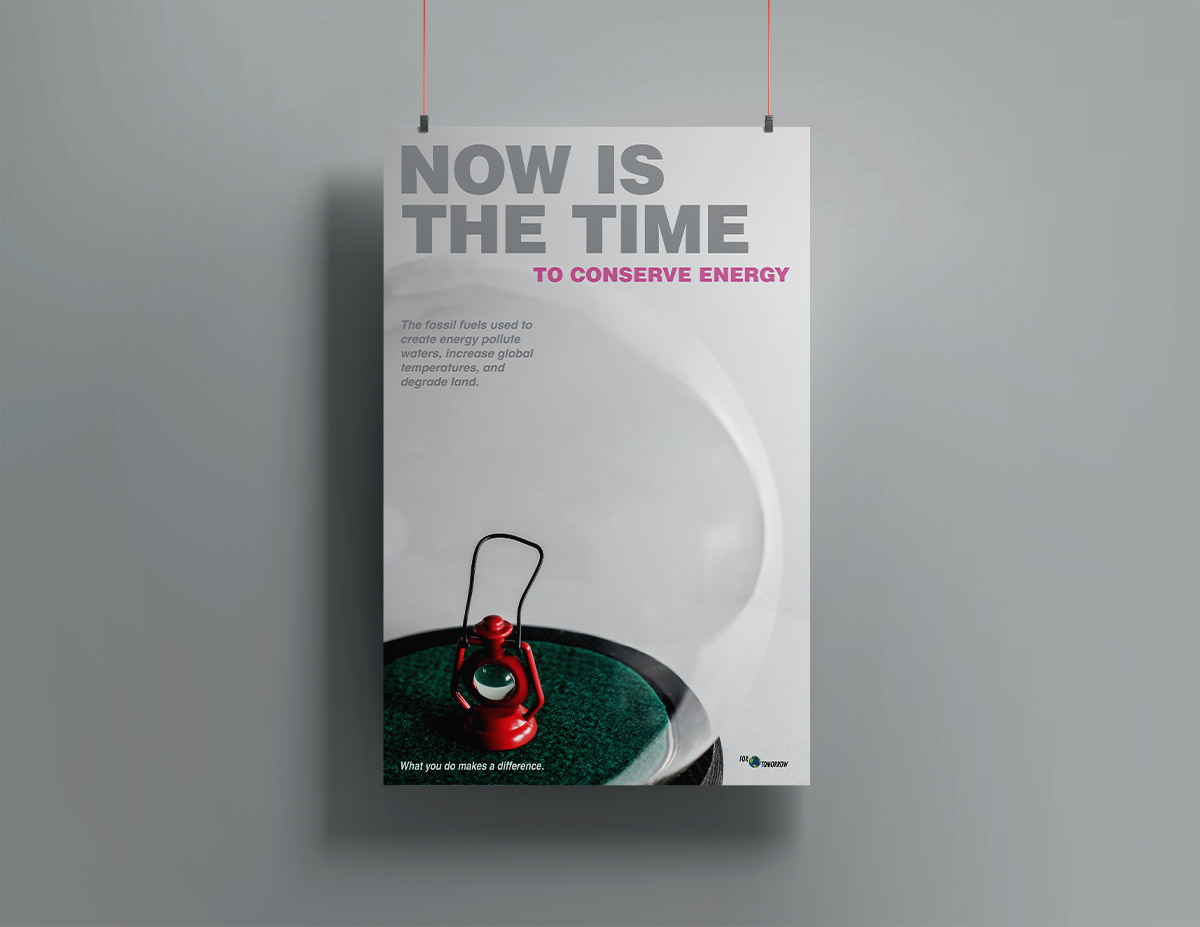 NOW IS
THE TIME
TO CONSERVE ENERGY
The fossil fuels used to
create energy pollute
waters, increase global
temperatures, and
degrade land.
What you do makes a difference.
FOR TOMORROW